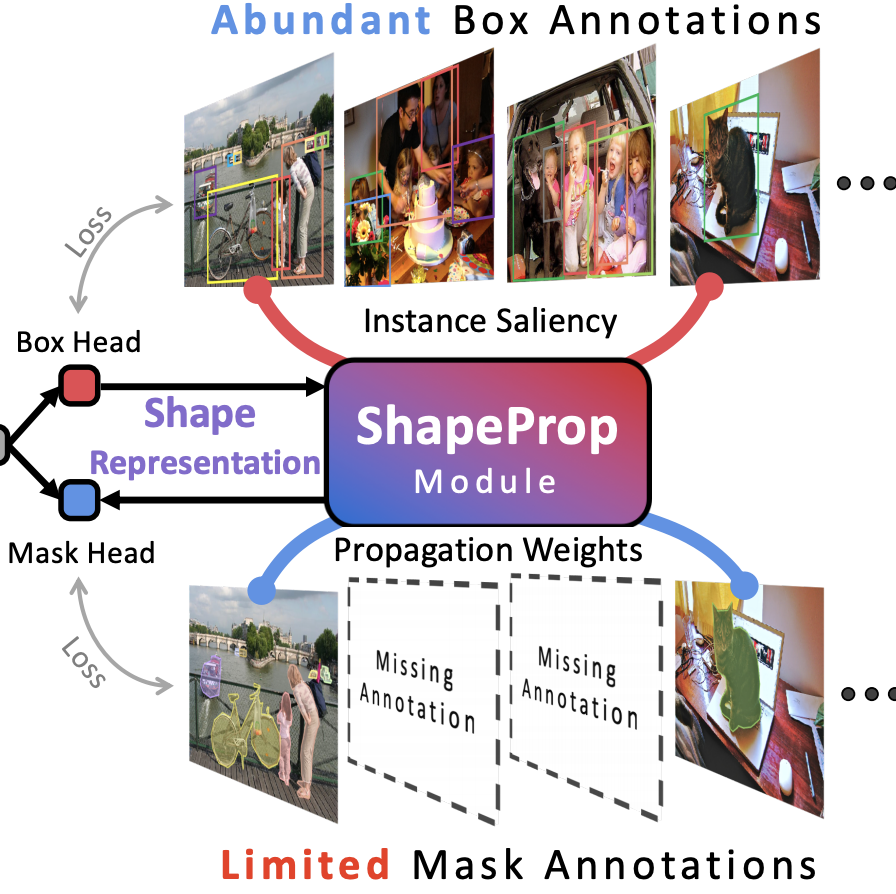 Abundant Box Annotations
Loss
Instance Saliency
Box Head
Shape
Representation
ShapeProp
Module
Mask Head
Propagation Weights
Loss
Missing
Annotation
Missing
Annotation
Limited Mask Annotations